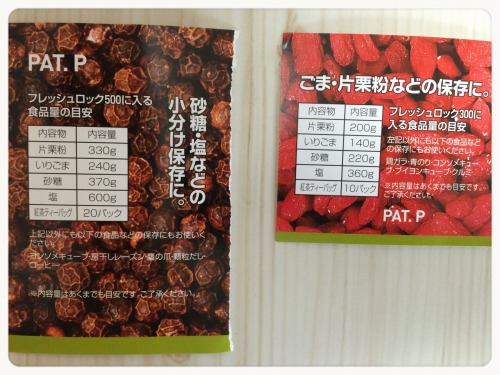 PAT. P
砂糖・塩などの
小分け保存に。
フレッシュロック500に入る
食品量の目安
内容物 内容量
片栗粉 330g
いりごま 240g
砂糖 370g
塩 600g
紅茶ティーバッグ 20パック
上記以外にも以下の食品などの保存にもお使いく
ださい。
コンソメキューブ・房干しレーズン・鷹の爪・顆粒だし・
コーヒー
※内容量はあくまでも目安です。ご了承ください。
ごま・片栗粉などの保存に。
内容物 内容量
片栗粉 200g
いりごま 140g
砂糖 220g
塩 360g
紅茶ティーバッグ 10パック
フレッシュロック300に
入る食品量の目安
左記以外にも以下の食品など
の保存にもお使いください。
鶏ガラ・青のり・コンソメキュー
ブ・ブイヨンキューブ・クルミ
※内容量はあくまでも目安です。
ご了承ください。
PAT. P